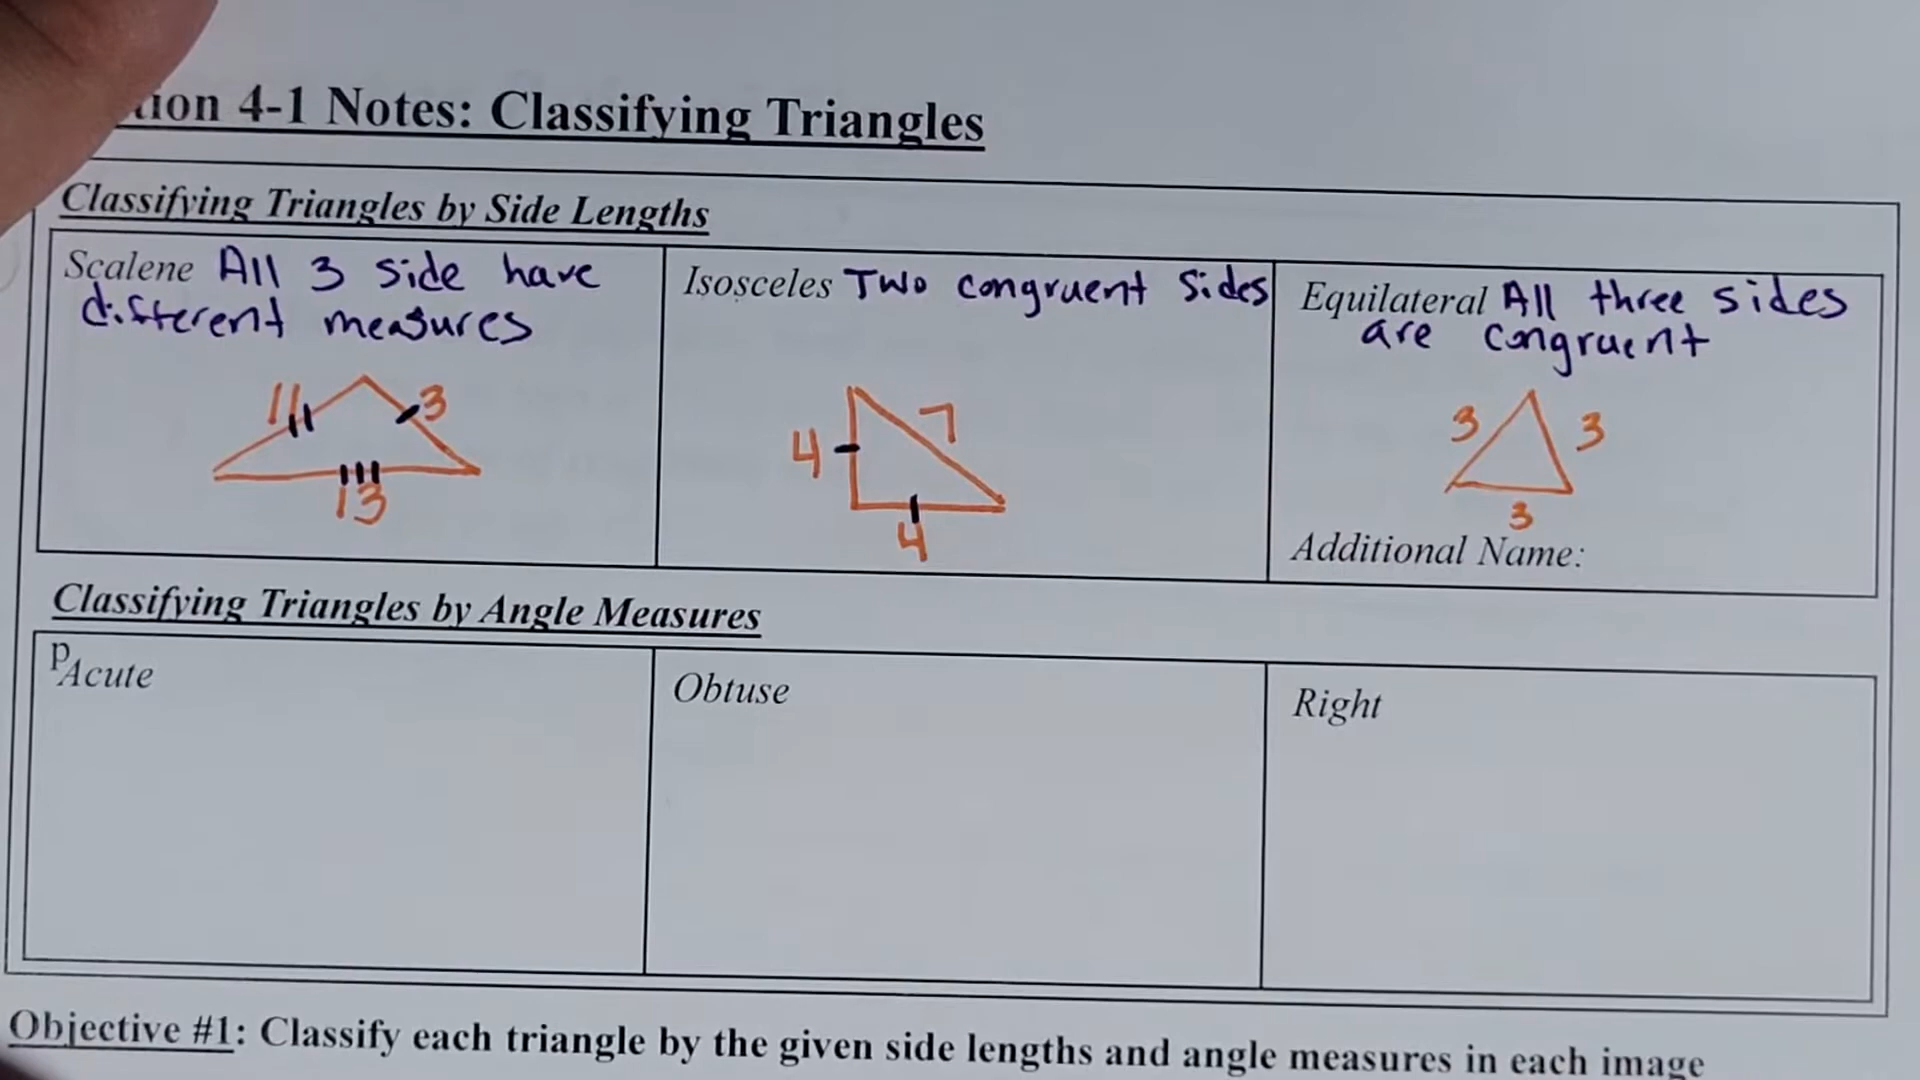 tion 4-1 Notes: Classifying Triangles
Classifying Triangles by Side Lengths
Scalene All 3 side have
different measures
11
3
13
Isosceles Two congruent Sides
4
7
4
Equilateral All three sides
are congruent
3
3
3
Additional Name:
Classifying Triangles by Angle Measures
PAcute
Obtuse
Right
Objective #1: Classify each triangle by the given side lengths and angle measures in each image